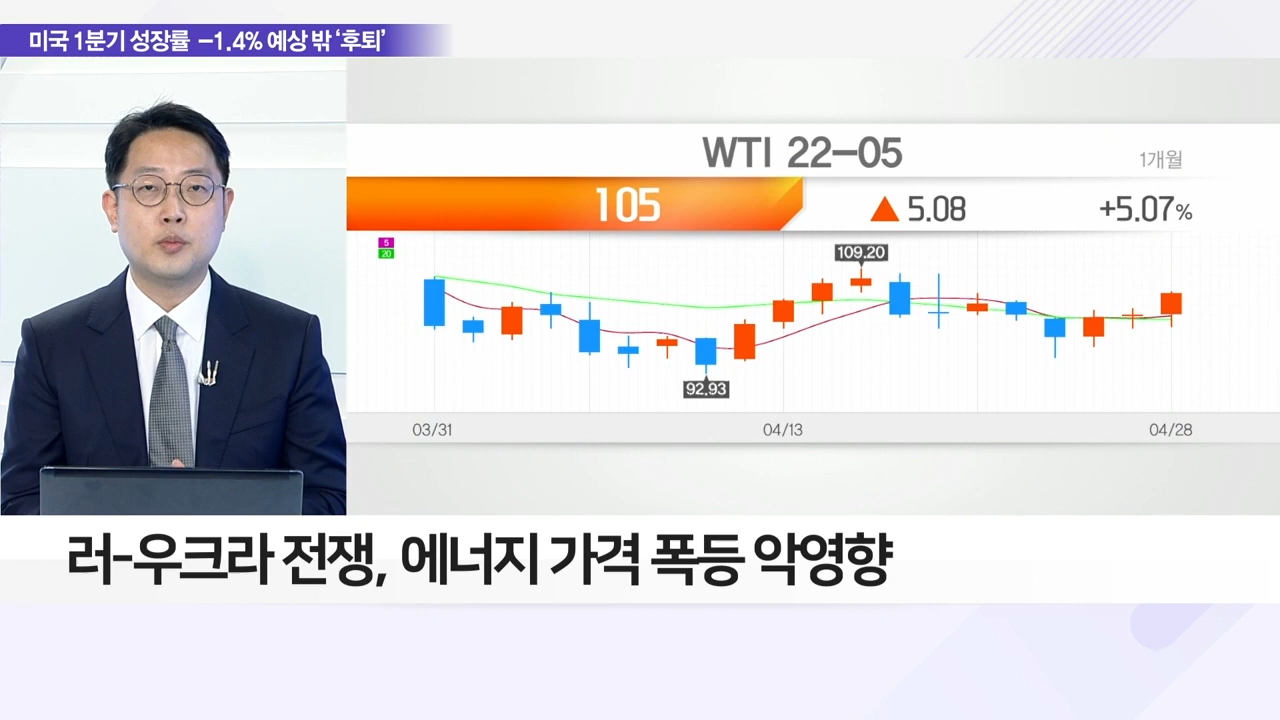 미국 1분기 성장률 -1.4% 예상 밖 '후퇴'
WTI 22-05
1개월
105 ▲ 5.08 +5.07%
5
20
109.20
92.93
03/31 04/13 04/28
러-우크라 전쟁, 에너지 가격 폭등 악영향